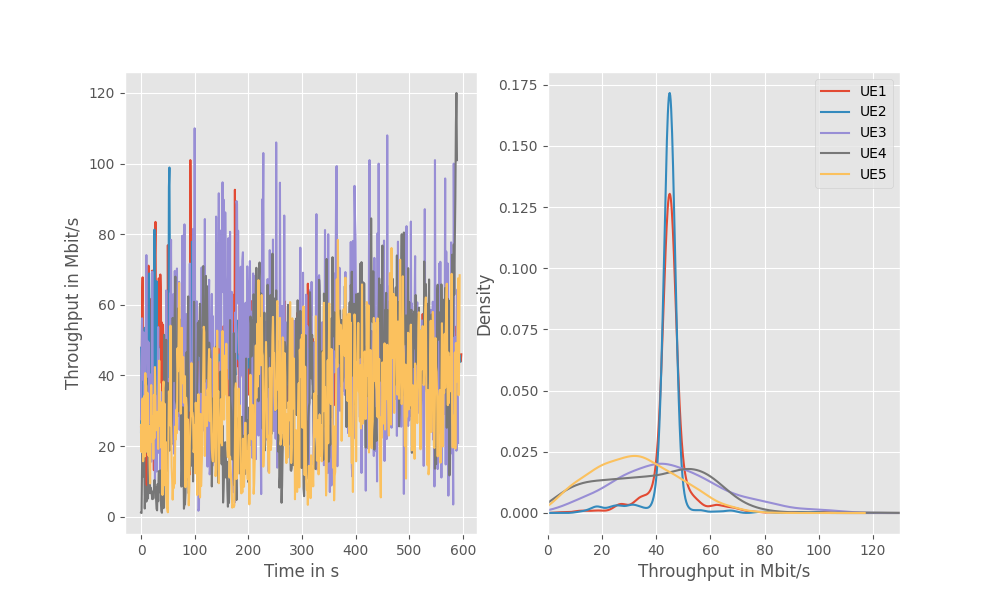 120
100
80
60
40
20
0
Throughput in Mbit/s
0 100 200 300 400 500 600
Time in s
0.175
0.150
0.125
0.100
0.075
0.050
0.025
0.000
Density
0 20 40 60 80 100 120
Throughput in Mbit/s
UE1
UE2
UE3
UE4
UE5